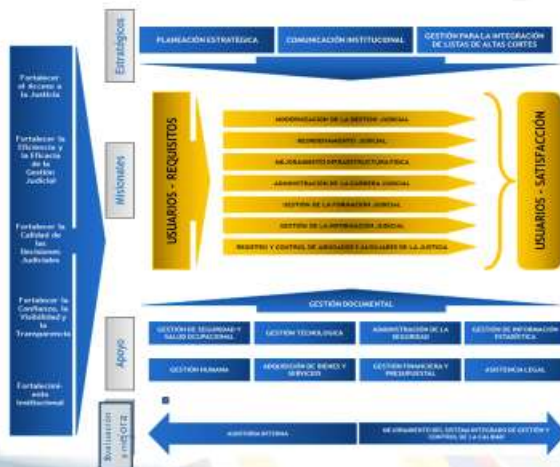 Estratégicos
PLANEACIÓN ESTRATÉGICA
COMUNICACIÓN INSTITUCIONAL
GESTIÓN PARA LA INTEGRACIÓN
DE LISTAS DE ALTAS CORTES
Fortalecer
el Acceso a
la Justicia
Fortalecer la
Eficiencia y
la Eficacia
de la
Gestión
Judicial
Fortalecer la
Calidad de
las
Decisiones
Judiciales
Fortalecer la
Confianza, la
Visibilidad y
la
Transparencia
Fortalecimi-
ento
Institucional
Misionales
USUARIOS - REQUISITOS
MODERNIZACIÓN DE LA GESTIÓN JUDICIAL
REORDENAMIENTO JUDICIAL
MEJORAMIENTO INFRAESTRUCTURA FÍSICA
ADMINISTRACIÓN DE LA CARRERA JUDICIAL
GESTIÓN DE LA FORMACIÓN JUDICIAL
GESTIÓN DE LA INFORMACIÓN JUDICIAL
REGISTRO Y CONTROL DE ABOGADOS Y AUXILIARES DE LA JUSTICIA
USUARIOS - SATISFACCIÓN
Apoyo
GESTIÓN DOCUMENTAL
GESTIÓN DE SEGURIDAD Y
SALUD OCUPACIONAL
GESTIÓN TECNOLÓGICA
ADMINISTRACIÓN DE LA
SEGURIDAD
GESTIÓN DE INFORMACIÓN
ESTADÍSTICA
GESTIÓN HUMANA
ADQUISICIÓN DE BIENES Y
SERVICIOS
GESTIÓN FINANCIERA Y
PRESUPUESTAL
ASISTENCIA LEGAL
Evaluación
y mejora
AUDITORÍA INTERNA
MEJORAMIENTO DEL SISTEMA INTEGRADO DE GESTIÓN Y
CONTROL DE LA CALIDAD